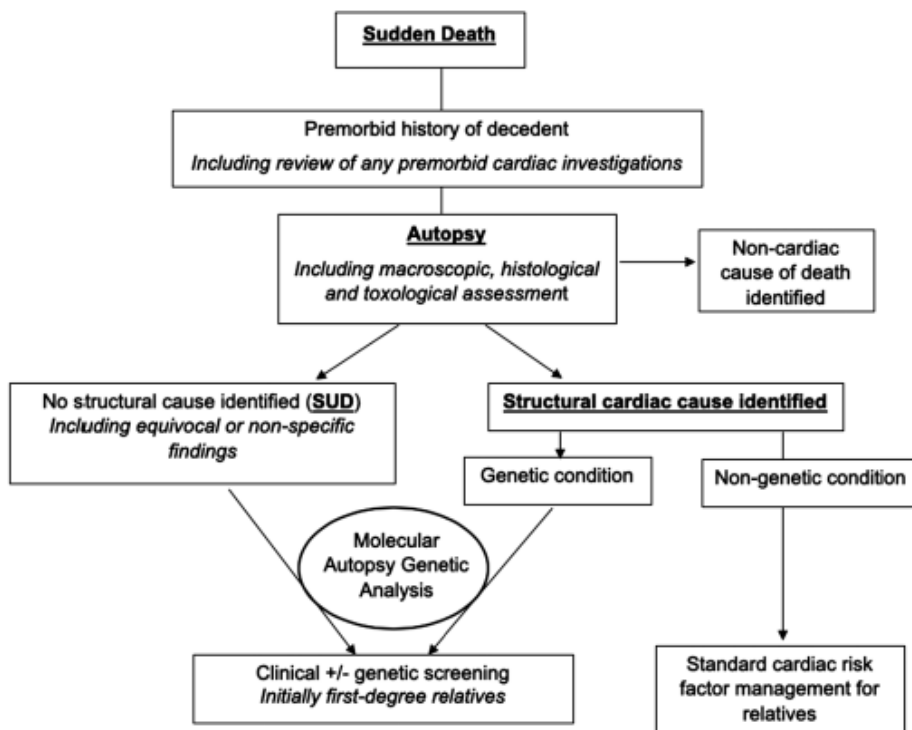 Sudden Death
Premorbid history of decedent
Including review of any premorbid cardiac investigations
Autopsy
Including macroscopic, histological
and toxological assessment
Non-cardiac
cause of death
identified
No structural cause identified (SUD)
Including equivocal or non-specific
findings
Structural cardiac cause identified
Genetic condition
Non-genetic condition
Molecular
Autopsy Genetic
Analysis
Clinical +/- genetic screening
Initially first-degree relatives
Standard cardiac risk
factor management for
relatives